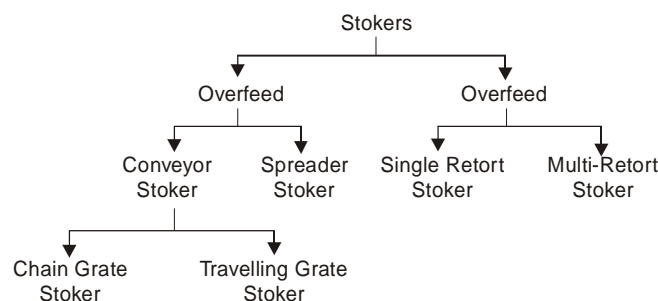 Stokers
Overfeed Overfeed
Conveyor Spreader Single Retort Multi-Retort
Stoker Stoker Stoker Stoker
Chain Grate Travelling Grate
Stoker Stoker